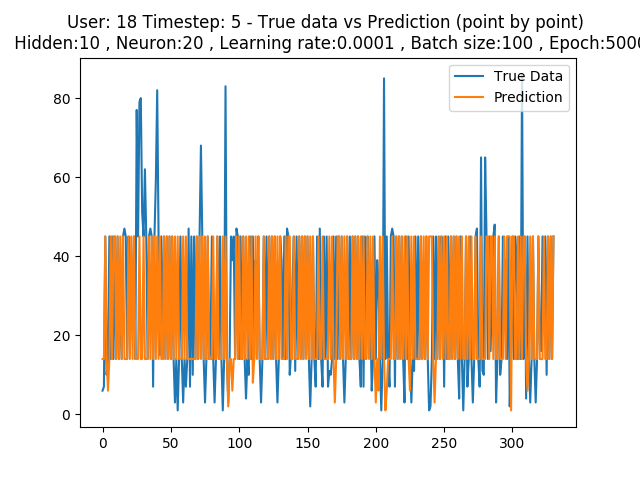 User: 18 Timestep: 5 - True data vs Prediction (point by point)
Hidden:10 , Neuron:20 , Learning rate:0.0001 , Batch size:100 , Epoch:5000
True Data
Prediction
80
60
40
20
0
0 50 100 150 200 250 300